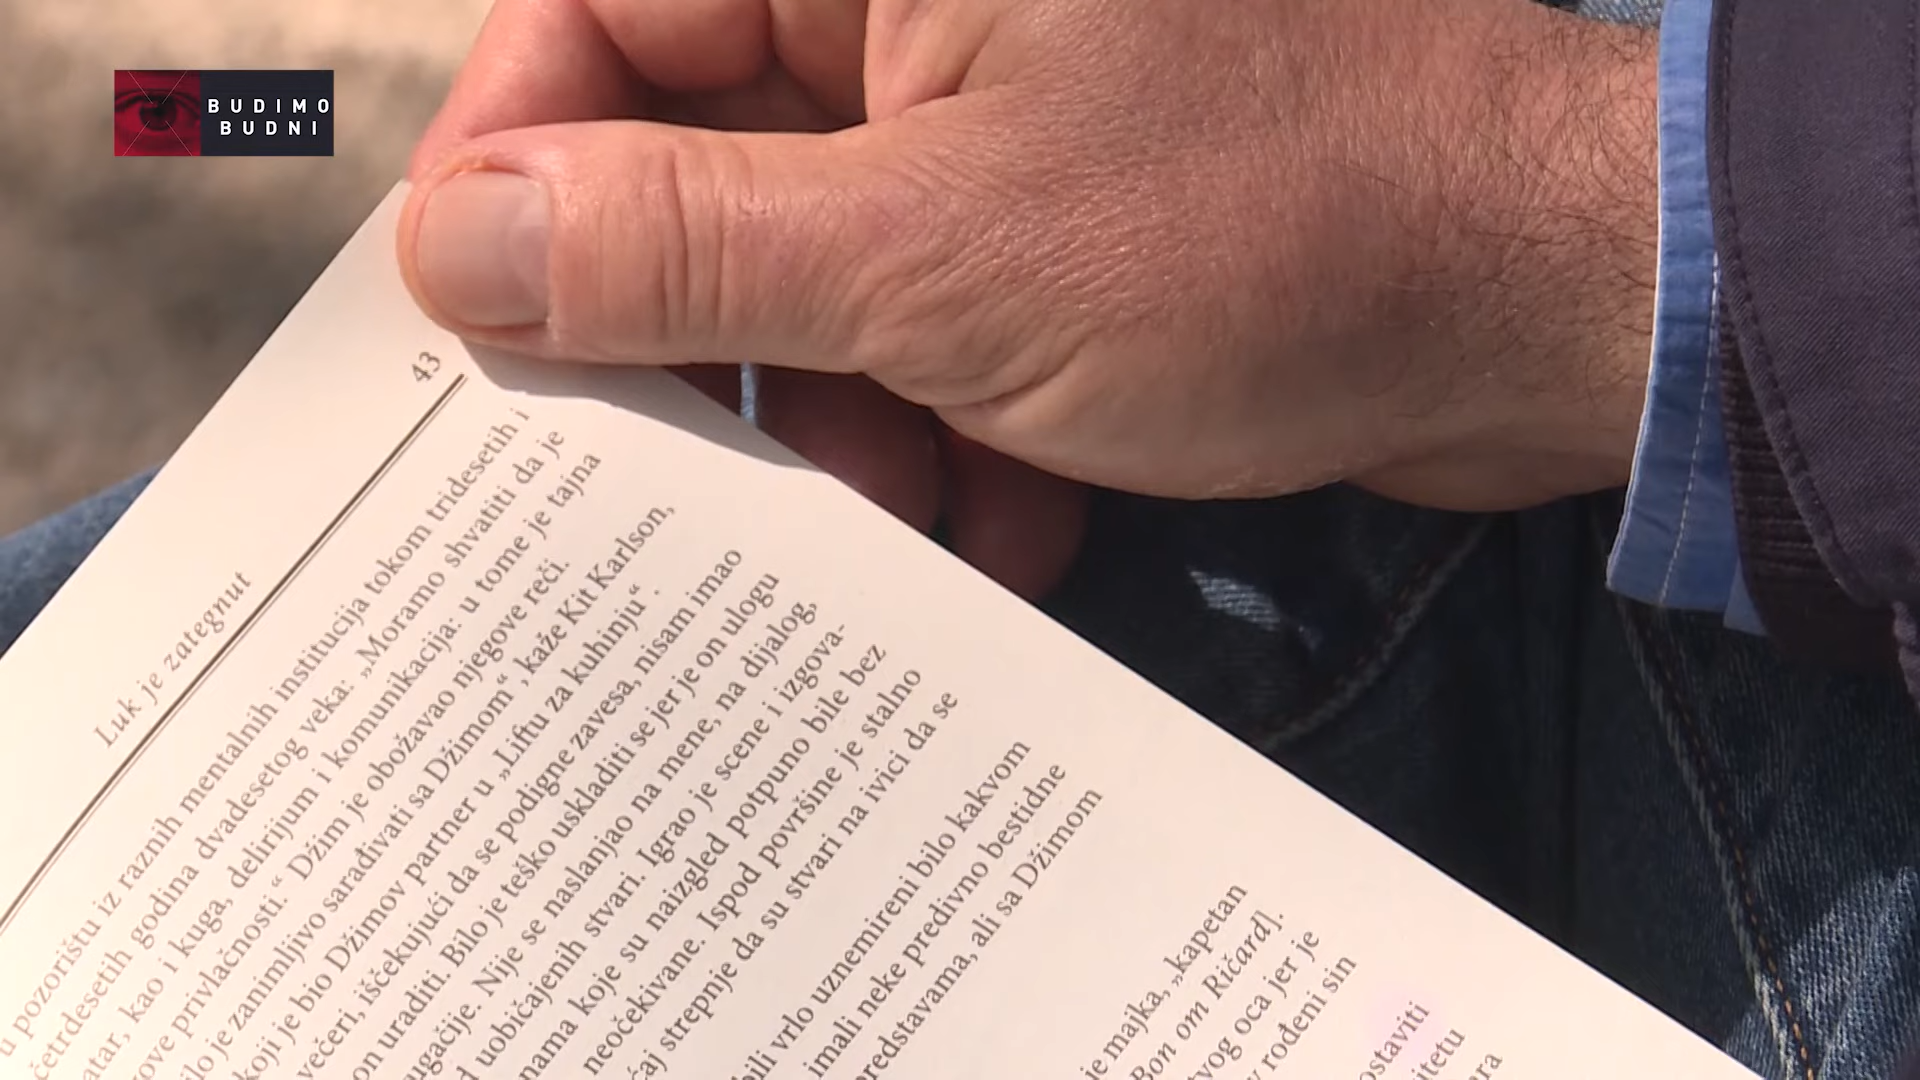 BUDIMO
BUDNI
43
Luk je zategnut
u pozorištu iz raznih mentalnih institucija tokom tridesetih i
četrdesetih godina dvadesetog veka: „Moramo shvatiti da je
atar, kao i kuga, delirijum i komunikacija: u tome je tajna
ove privlačnosti.“ Džim je obožavao njegove reči.
ilo je zanimljivo sarađivati sa Džimom“, kaže Kit Karlson,
koji je bio Džimov partner u „Liftu za kuhinju“.
večeri, iščekujući da se podigne zavesa, nisam imao
on uraditi. Bilo je teško uskladiti se jer je on ulogu
ugačije. Nije se naslanjao na mene, na dijalog,
d uobičajenih stvari. Igrao je scene i izgova-
nama koje su naizgled potpuno bile bez
neočekivane. Ispod površine je stalno
ćaj strepnje da su stvari na ivici da se
bili vrlo uznemireni bilo kakvom
imali neke predivno bestidne
redstavama, ali sa Džimom
je majka, „kapetan
Bon om Ričard].
tvog oca jer je
rođeni sin
ostaviti
itetu
ara